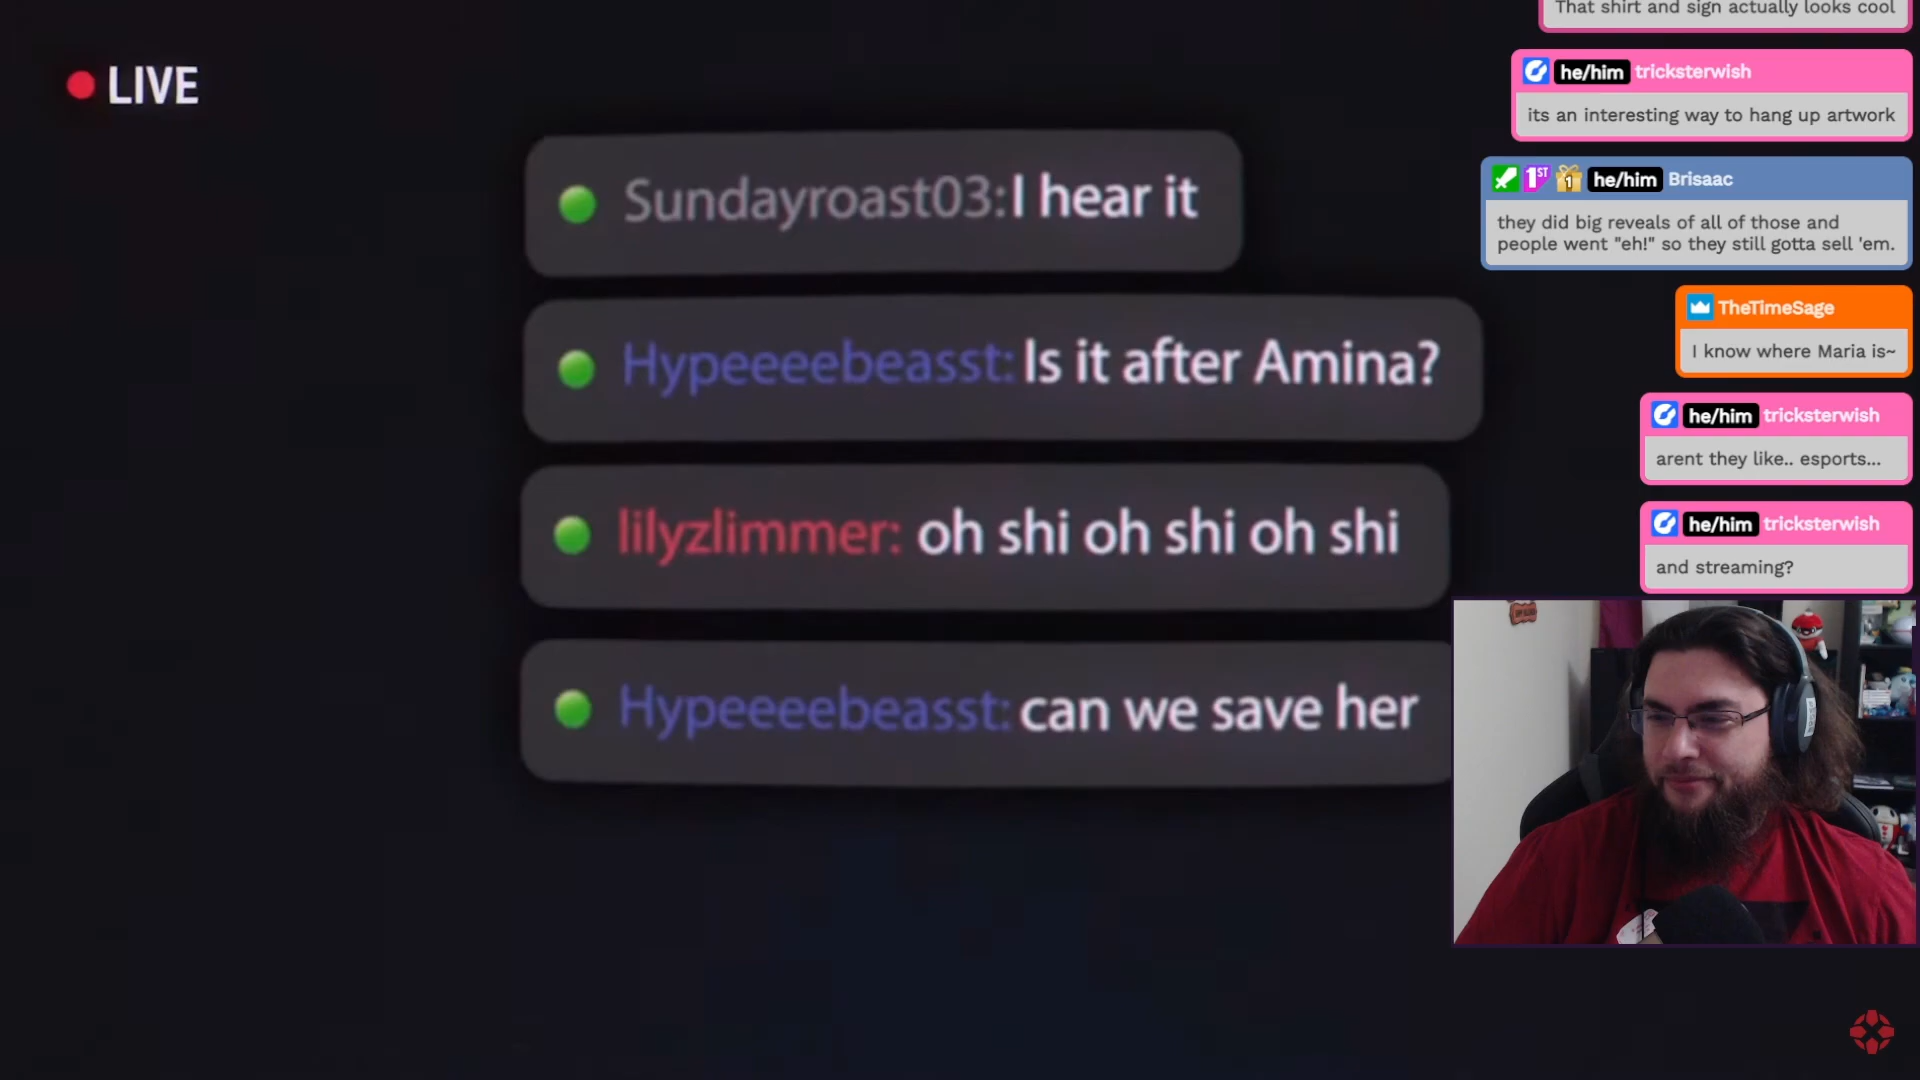 LIVE
Sundayroast03: I hear it
Hypeeeebeasst: Is it after Amina?
lilyzlimmer: oh shi oh shi oh shi
Hypeeeebeasst: can we save her
That shirt and sign actually looks cool
he/him tricksterwish
its an interesting way to hang up artwork
1ST 1 he/him Brisaac
they did big reveals of all of those and
people went "eh!" so they still gotta sell 'em.
TheTimeSage
I know where Maria is~
he/him tricksterwish
arent they like.. esports...
he/him tricksterwish
and streaming?